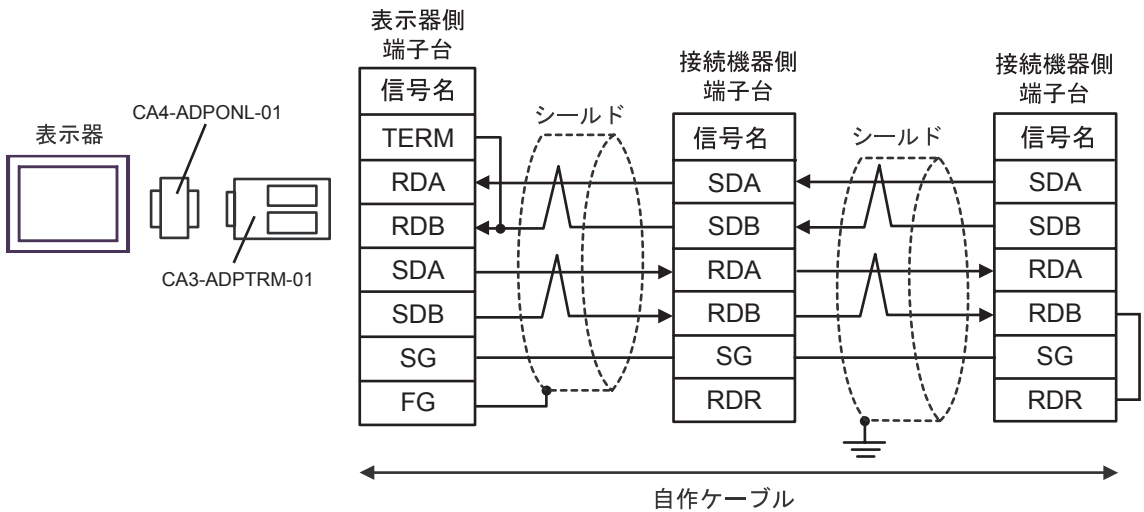 表示器
CA4-ADPONL-01
CA3-ADPTRM-01
表示器側
端子台
信号名
TERM
RDA
RDB
SDA
SDB
SG
FG
シールド
接続機器側
端子台
信号名
SDA
SDB
RDA
RDB
SG
RDR
シールド
接続機器側
端子台
信号名
SDA
SDB
RDA
RDB
SG
RDR
自作ケーブル